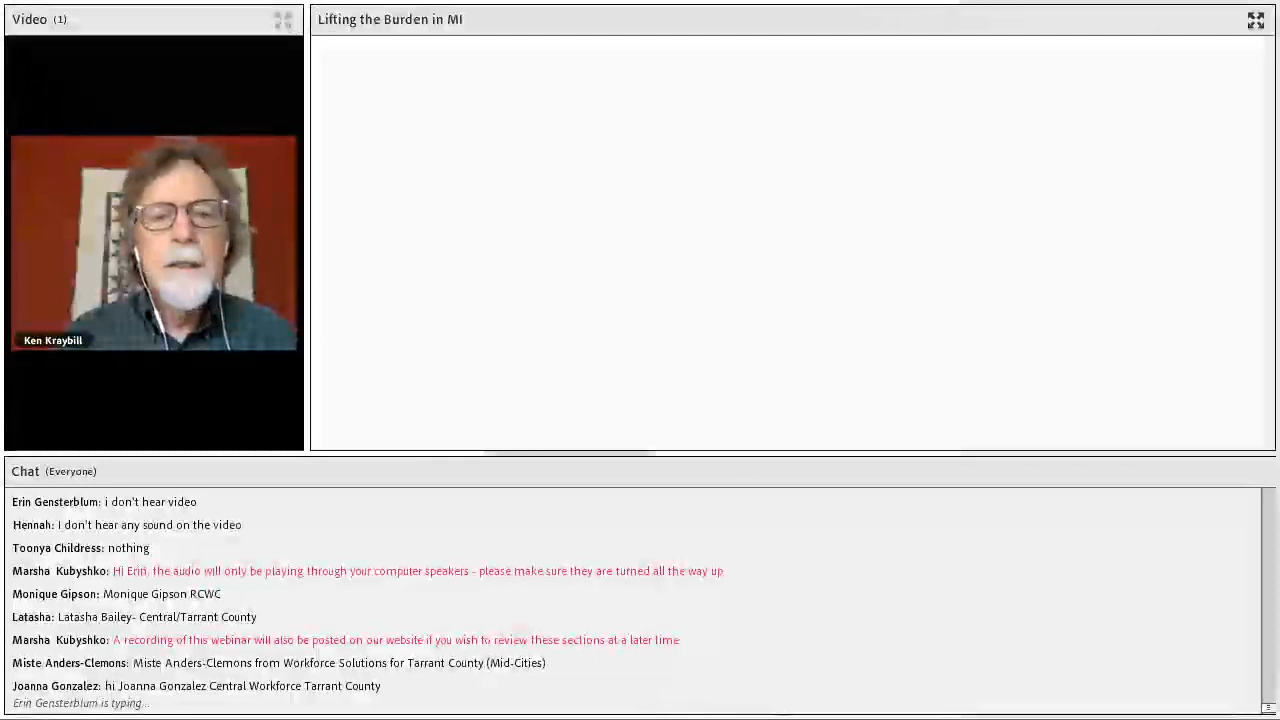 Video (1)
Lifting the Burden in MI
Ken Kraybill
Chat (Everyone)
Erin Gensterblum: i don't hear video
Hennah: I don't hear any sound on the video
Toonya Childress: nothing
Marsha Kubyshko: Hi Erin, the audio will only be playing through your computer speakers - please make sure they are turned all the way up
Monique Gipson: Monique Gipson RCWC
Latasha: Latasha Bailey- Central/Tarrant County
Marsha Kubyshko: A recording of this webinar will also be posted on our website if you wish to review these sections at a later time
Miste Anders-Clemons: Miste Anders-Clemons from Workforce Solutions for Tarrant County (Mid-Cities)
Joanna Gonzalez: hi Joanna Gonzalez Central Workforce Tarrant County
Erin Gensterblum is typing...